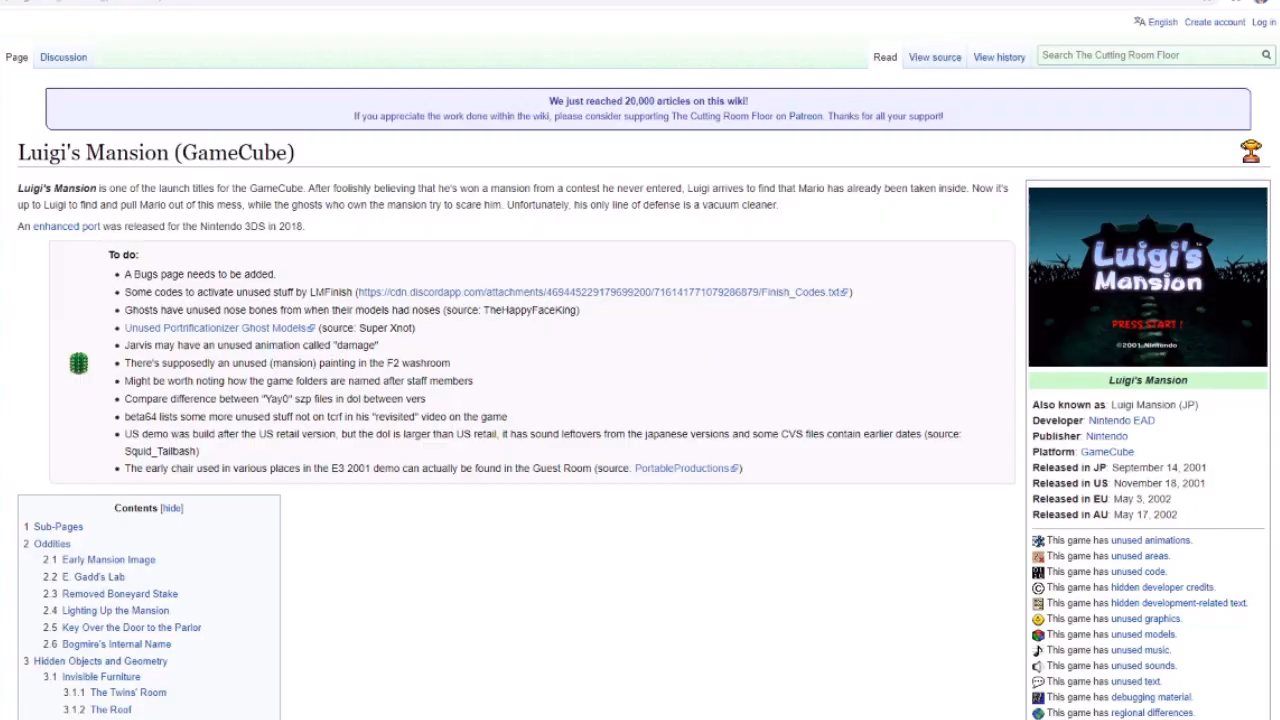 English Create account Log in
Page Discussion Read View source View history Search The Cutting Room Floor
We just reached 20,000 articles on this wiki!
If you appreciate the work done within the wiki, please consider supporting The Cutting Room Floor on Patreon. Thanks for all your support!
Luigi's Mansion (GameCube)
Luigi's Mansion is one of the launch titles for the GameCube. After foolishly believing that he's won a mansion from a contest he never entered, Luigi arrives to find that Mario has already been taken inside. Now it's
up to Luigi to find and pull Mario out of this mess, while the ghosts who own the mansion try to scare him. Unfortunately, his only line of defense is a vacuum cleaner.
An enhanced port was released for the Nintendo 3DS in 2018.
To do:
A Bugs page needs to be added.
Some codes to activate unused stuff by LMFinish (https://cdn.discordapp.com/attachments/469445229179699200/716141771079286879/Finish_Codes.txt)
Ghosts have unused nose bones from when their models had noses (source: TheHappyFaceKing)
Unused Portrificationizer Ghost Models (source: Super Xnot)
Jarvis may have an unused animation called "damage"
There's supposedly an unused (mansion) painting in the F2 washroom
Might be worth noting how the game folders are named after staff members
Compare difference between "Yay0" szp files in dol between vers
beta64 lists some more unused stuff not on tcrf in his "revisited" video on the game
US demo was build after the US retail version, but the dol is larger than US retail, it has sound leftovers from the japanese versions and some CVS files contain earlier dates (source:
Squid_Tailbash)
The early chair used in various places in the E3 2001 demo can actually be found in the Guest Room (source. PortableProductions)
Contents [hide]
1 Sub-Pages
2 Oddities
2.1 Early Mansion Image
2.2 E. Gadd's Lab
2.3 Removed Boneyard Stake
2.4 Lighting Up the Mansion
2.5 Key Over the Door to the Parlor
2.6 Bogmire's Internal Name
3 Hidden Objects and Geometry
3.1 Invisible Furniture
3.1.1 The Twins' Room
3.1.2 The Roof
Luigi's Mansion
PRESS START!
©2001 Nintendo
Luigi's Mansion
Also known as: Luigi Mansion (JP)
Developer: Nintendo EAD
Publisher: Nintendo
Platform: GameCube
Released in JP: September 14, 2001
Released in US: November 18, 2001
Released in EU: May 3, 2002
Released in AU: May 17, 2002
This game has unused animations.
This game has unused areas.
This game has unused code.
This game has hidden developer credits.
This game has hidden development-related text.
This game has unused graphics.
This game has unused models.
This game has unused music.
This game has unused sounds.
This game has unused text.
This game has debugging material.
This game has regional differences.